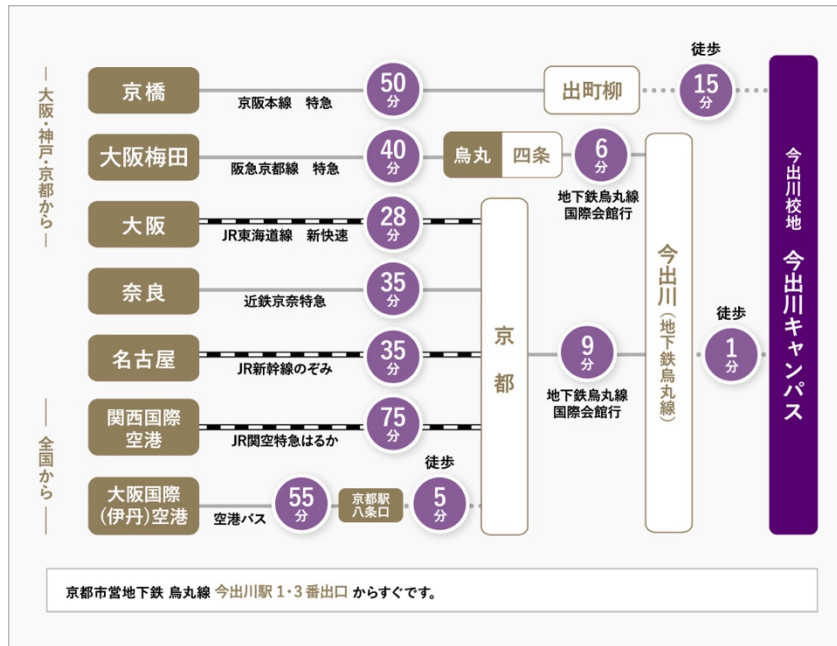 大阪・神戸・京都から
京橋
京阪本線 特急
50分
出町柳
徒歩
15分
大阪梅田
阪急京都線 特急
40分
烏丸 四条
6分
地下鉄烏丸線
国際会館行
大阪
JR東海道線 新快速
28分
奈良
近鉄京奈特急
35分
名古屋
JR新幹線のぞみ
35分
全国から
関西国際
空港
JR関空特急はるか
75分
大阪国際
(伊丹)空港
空港バス
55分
京都駅
八条口
徒歩
5分
京都
9分
地下鉄烏丸線
国際会館行
今出川(地下鉄烏丸線)
徒歩
1分
今出川校地 今出川キャンパス
京都市営地下鉄 烏丸線 今出川駅 1・3番出口 からすぐです。